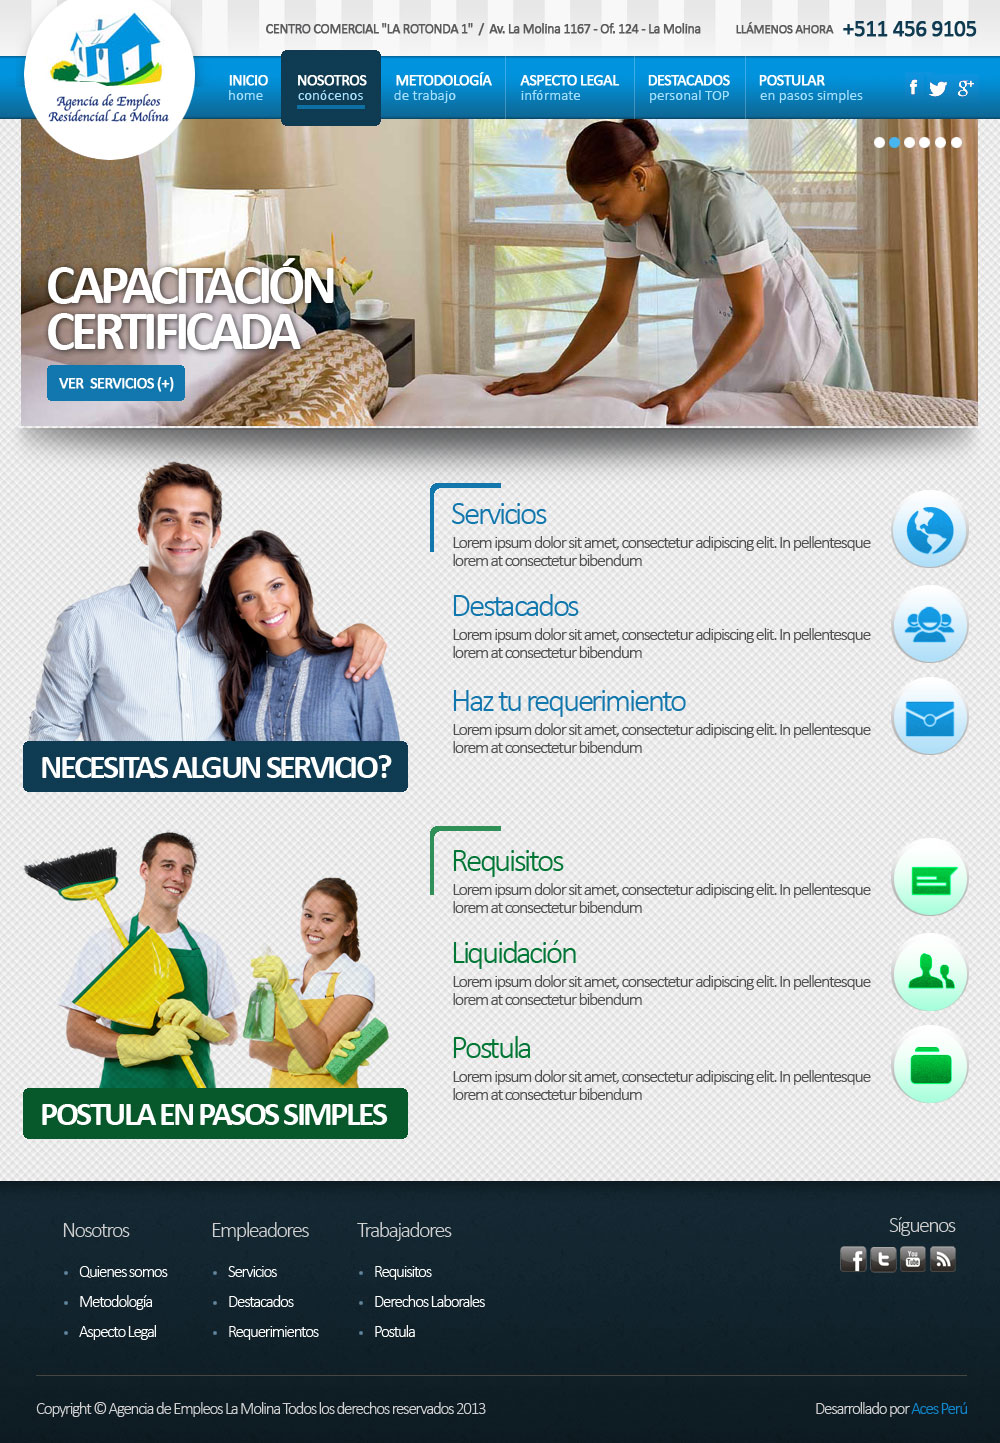 CENTRO COMERCIAL "LA ROTONDA 1" / Av. La Molina 1167 - Of. 124 - La Molina
LLÁMENOS AHORA +511 456 9105
Agencia de Empleos
Residencial La Molina
INICIO
home
NOSOTROS
conócenos
METODOLOGÍA
de trabajo
ASPECTO LEGAL
infórmate
DESTACADOS
personal TOP
POSTULAR
en pasos simples
f
g+
CAPACITACIÓN
CERTIFICADA
VER SERVICIOS (+)
Servicios
Lorem ipsum dolor sit amet, consectetur adipiscing elit. In pellentesque
lorem at consectetur bibendum
Destacados
Lorem ipsum dolor sit amet, consectetur adipiscing elit. In pellentesque
lorem at consectetur bibendum
Haz tu requerimiento
Lorem ipsum dolor sit amet, consectetur adipiscing elit. In pellentesque
lorem at consectetur bibendum
NECESITAS ALGUN SERVICIO?
Requisitos
Lorem ipsum dolor sit amet, consectetur adipiscing elit. In pellentesque
lorem at consectetur bibendum
Liquidación
Lorem ipsum dolor sit amet, consectetur adipiscing elit. In pellentesque
lorem at consectetur bibendum
Postula
Lorem ipsum dolor sit amet, consectetur adipiscing elit. In pellentesque
lorem at consectetur bibendum
POSTULA EN PASOS SIMPLES
Nosotros
Quienes somos
Metodología
Aspecto Legal
Empleadores
Servicios
Destacados
Requerimientos
Trabajadores
Requisitos
Derechos Laborales
Postula
Síguenos
f
t
You
Tube
Copyright © Agencia de Empleos La Molina Todos los derechos reservados 2013
Desarrollado por Aces Perú